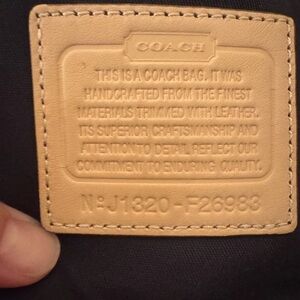 COACH
THIS IS A COACH BAG. IT WAS
HANDCRAFTED FROM THE FINEST
MATERIALS TRIMMED WITH LEATHER.
ITS SUPERIOR CRAFTSMANSHIP AND
ATTENTION TO DETAIL REFLECT OUR
COMMITMENT TO ENDURING QUALITY.
Nº J1320-F26983